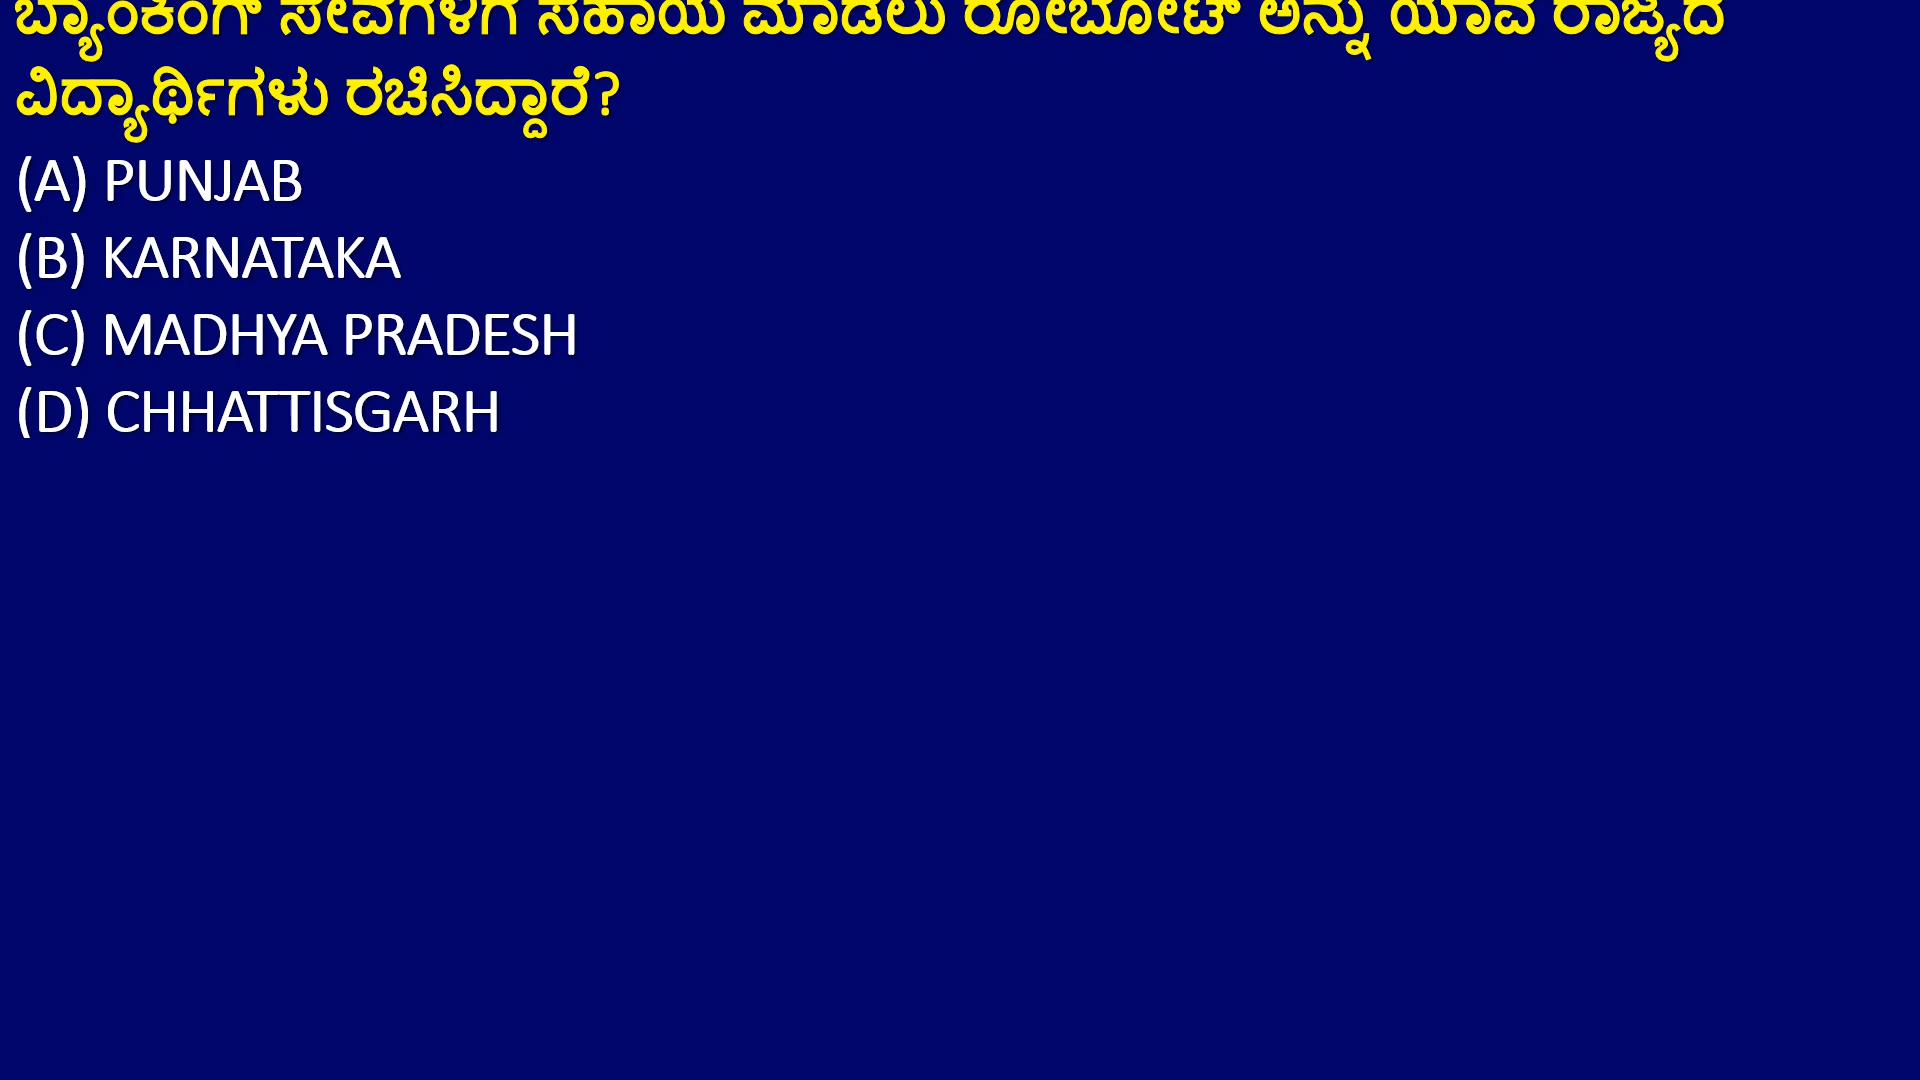 ಬ್ಯಾಂಕಿಂಗ್ ಸೇವೆಗಳಿಗೆ ಸಹಾಯ ಮಾಡಲು ರೋಬೋಟ್ ಅನ್ನು ಯಾವ ರಾಜ್ಯದ
ವಿದ್ಯಾರ್ಥಿಗಳು ರಚಿಸಿದ್ದಾರೆ?
(A) PUNJAB
(B) KARNATAKA
(C) MADHYA PRADESH
(D) CHHATTISGARH